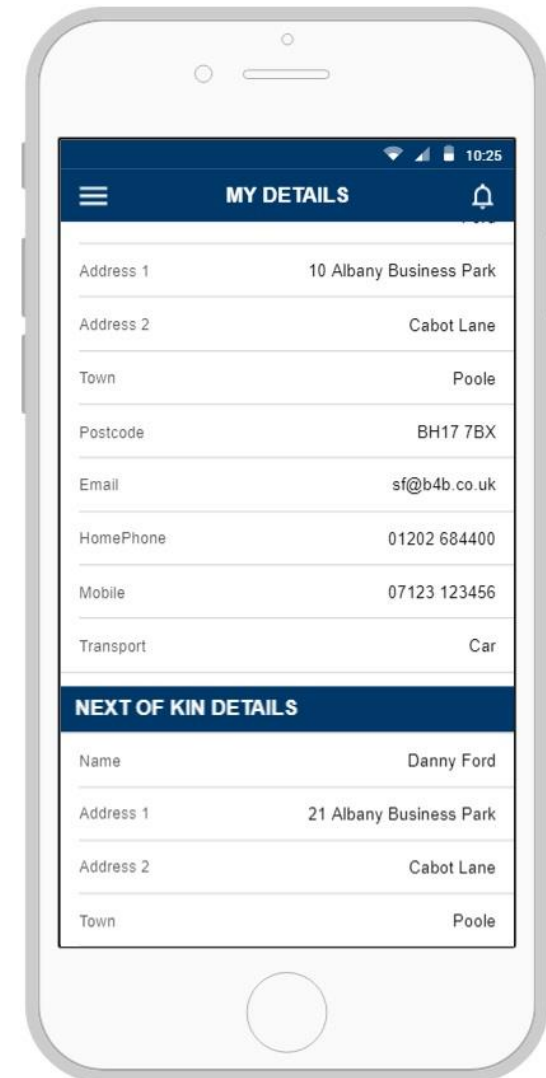 10:25
MY DETAILS
Address 1 10 Albany Business Park
Address 2 Cabot Lane
Town Poole
Postcode BH17 7BX
Email sf@b4b.co.uk
HomePhone 01202 684400
Mobile 07123 123456
Transport Car
NEXT OF KIN DETAILS
Name Danny Ford
Address 1 21 Albany Business Park
Address 2 Cabot Lane
Town Poole